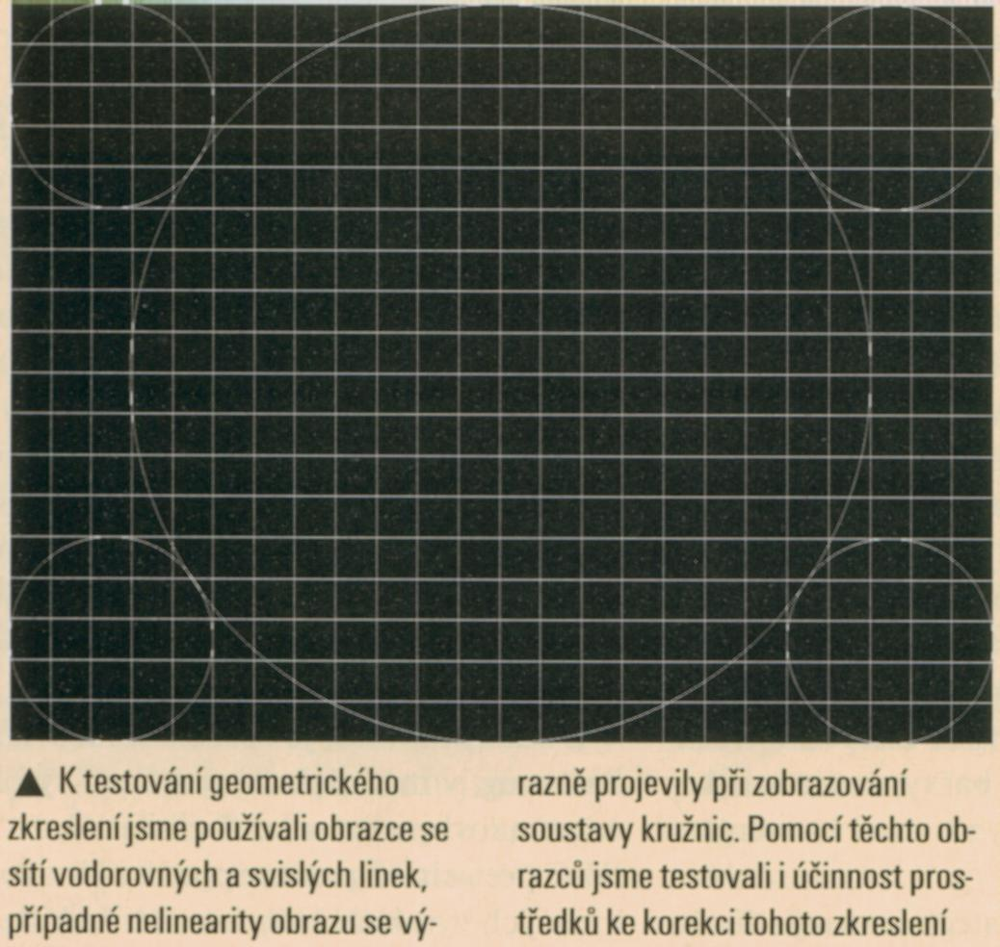 ▲ K testování geometrického
zkreslení jsme používali obrazce se
sítí vodorovných a svislých linek,
případné nelinearity obrazu se vý-
razně projevily při zobrazování
soustavy kružnic. Pomocí těchto ob-
razců jsme testovali i účinnost pros-
tředků ke korekci tohoto zkreslení